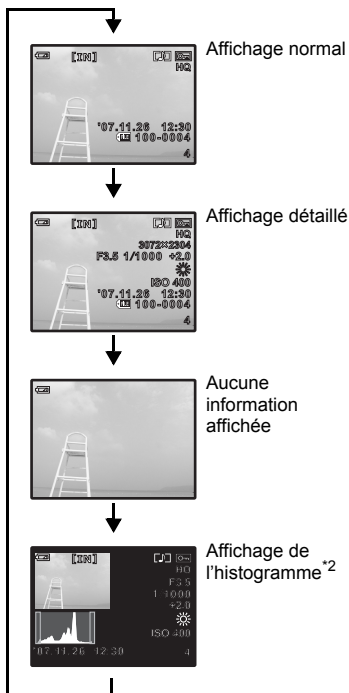 [IN]
HQ
Affichage normal
'07.11.26 12:30
100-0004
4
[IN]
HQ
Affichage détaillé
3072×2304
F3.5 1/1000 +2.0
ISO 400
'07.11.26 12:30
100-0004
4
Aucune
information
affichée
[IN]
HQ
Affichage de
l'histogramme*2
F3.5
1/1000
+2.0
ISO 400
'07.11.26 12:30
4